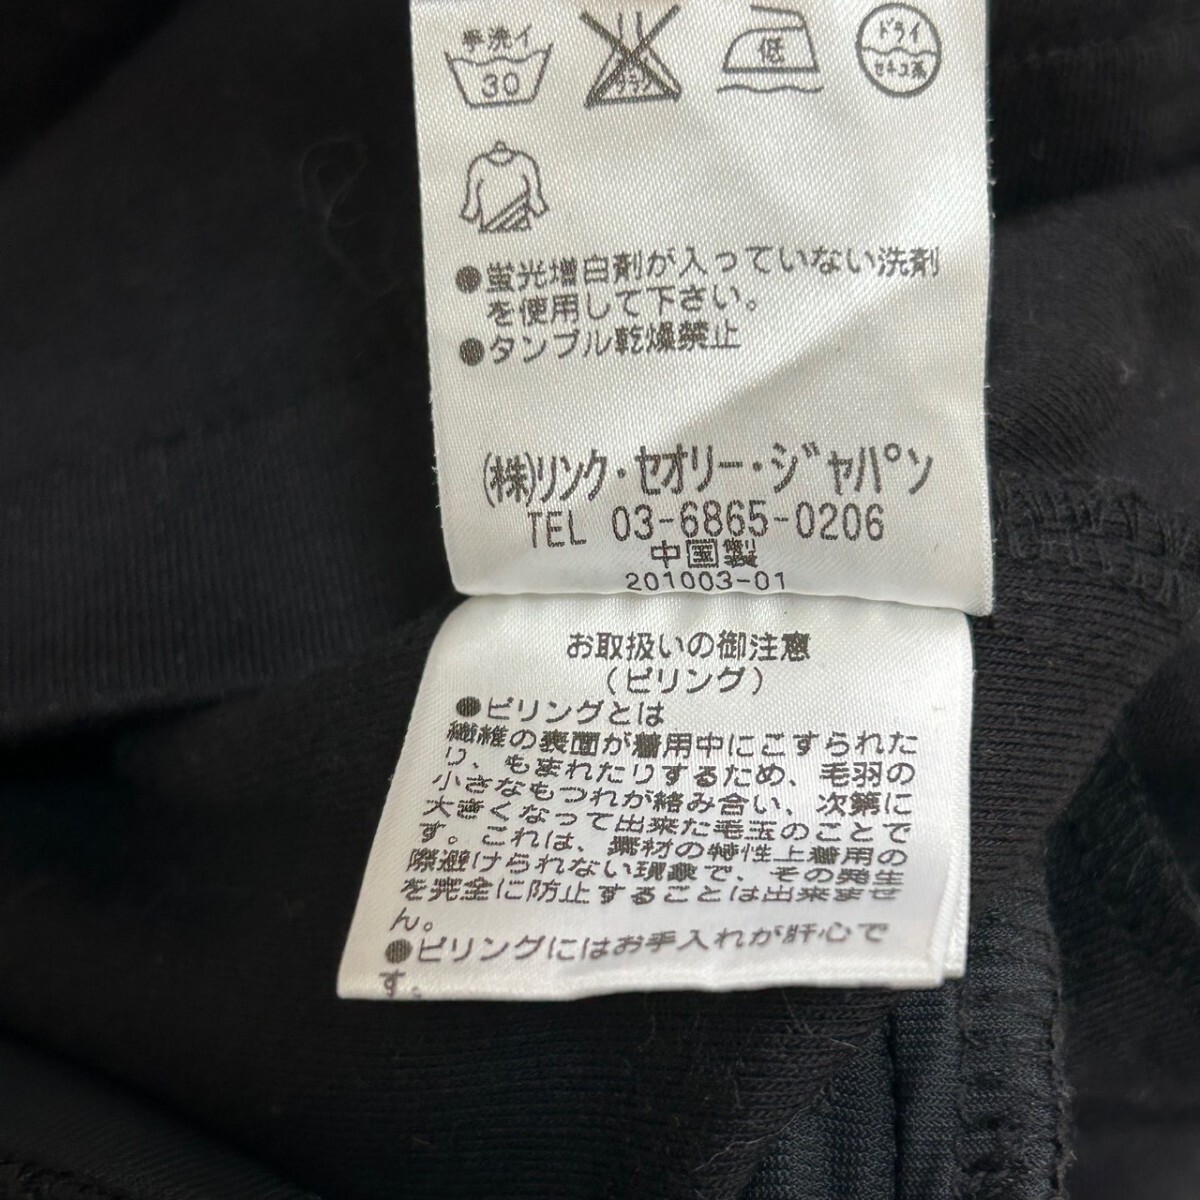 手洗イ
30
低
ドライ
セキユ系
●蛍光増白剤が入っていない洗剤
を使用して下さい。
●タンブル乾燥禁止
(株)リンク・セオリー・ジャパン
TEL 03-6865-0206
中国製
201003-01
お取扱いの御注意
(ピリング)
●ピリングとは
繊維の表面が着用中にこすられた
り、もまれたりするため、毛羽の
小さなもつれが絡み合い、次第に
大きくなって出来た毛玉のことで
す。これは、素材の特性上着用の
際避けられない現象で、その発生
を完全に防止することは出来ませ
ん。
●ピリングにはお手入れが肝心で
す。